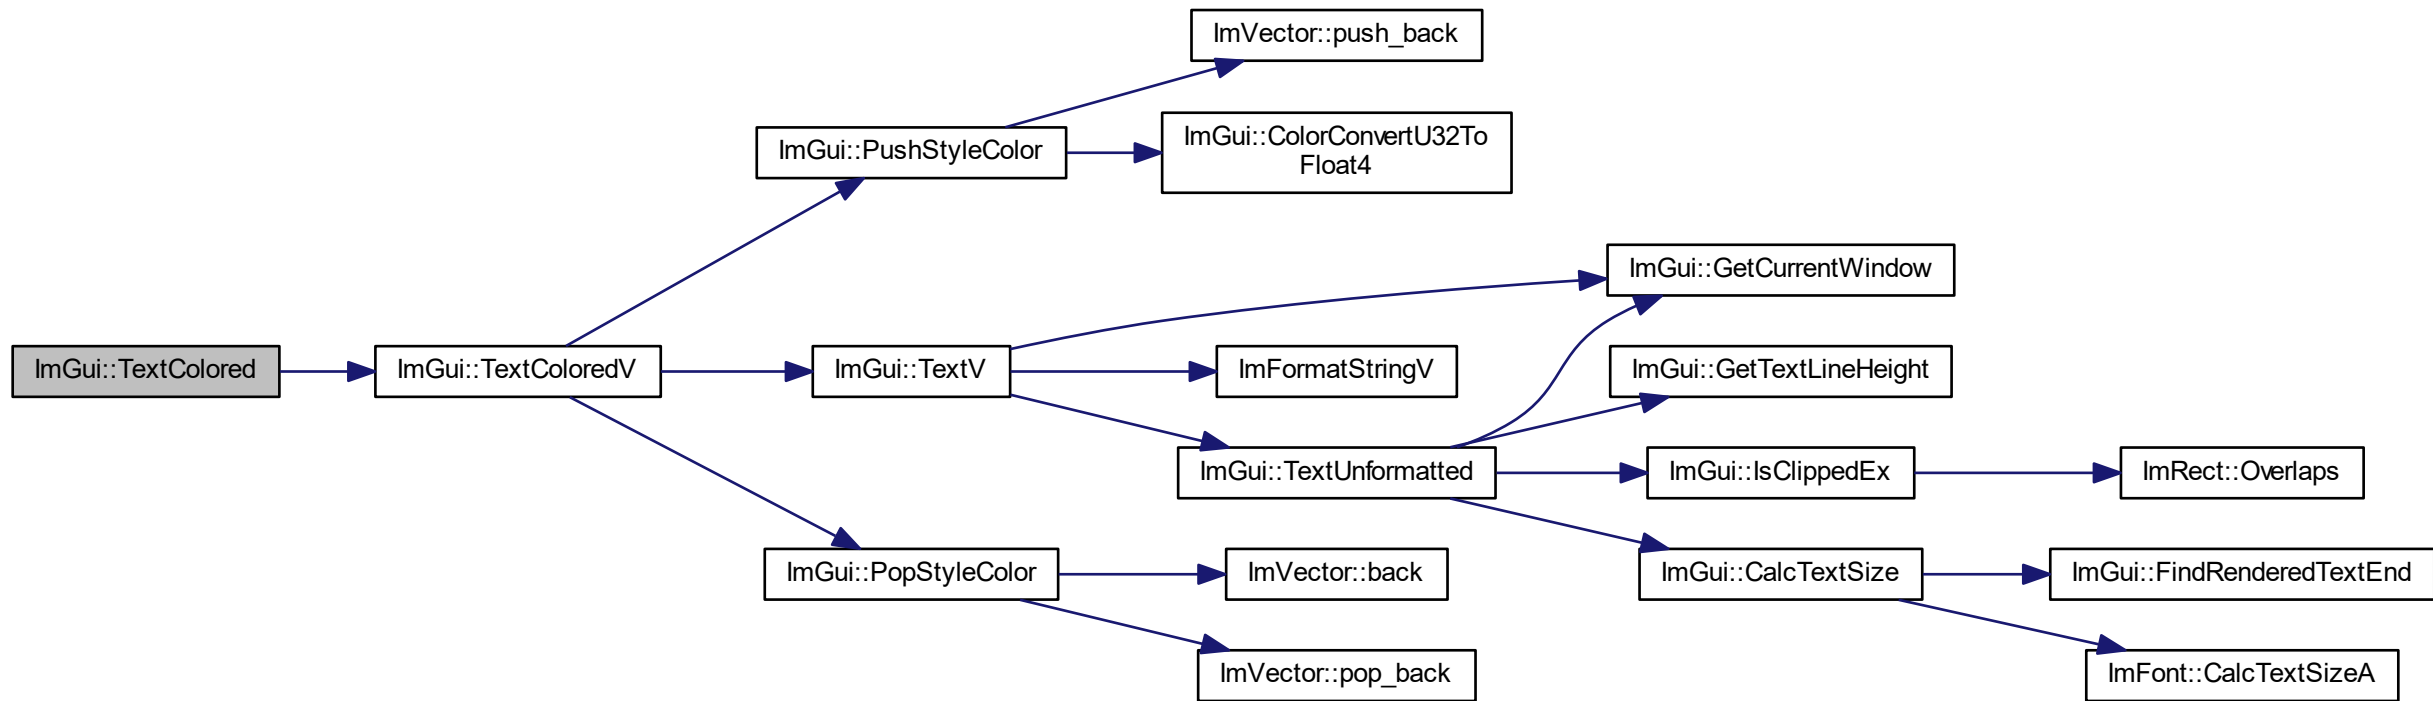 ImVector::push_back
ImGui::PushStyleColor
ImGui::ColorConvertU32To
Float4
ImGui::GetCurrentWindow
ImGui::TextColored
ImGui::TextColoredV
ImGui::TextV
ImFormatStringV
ImGui::GetTextLineHeight
ImGui::TextUnformatted
ImGui::IsClippedEx
ImRect::Overlaps
ImGui::PopStyleColor
ImVector::back
ImGui::CalcTextSize
ImGui::FindRenderedTextEnd
ImVector::pop_back
ImFont::CalcTextSizeA